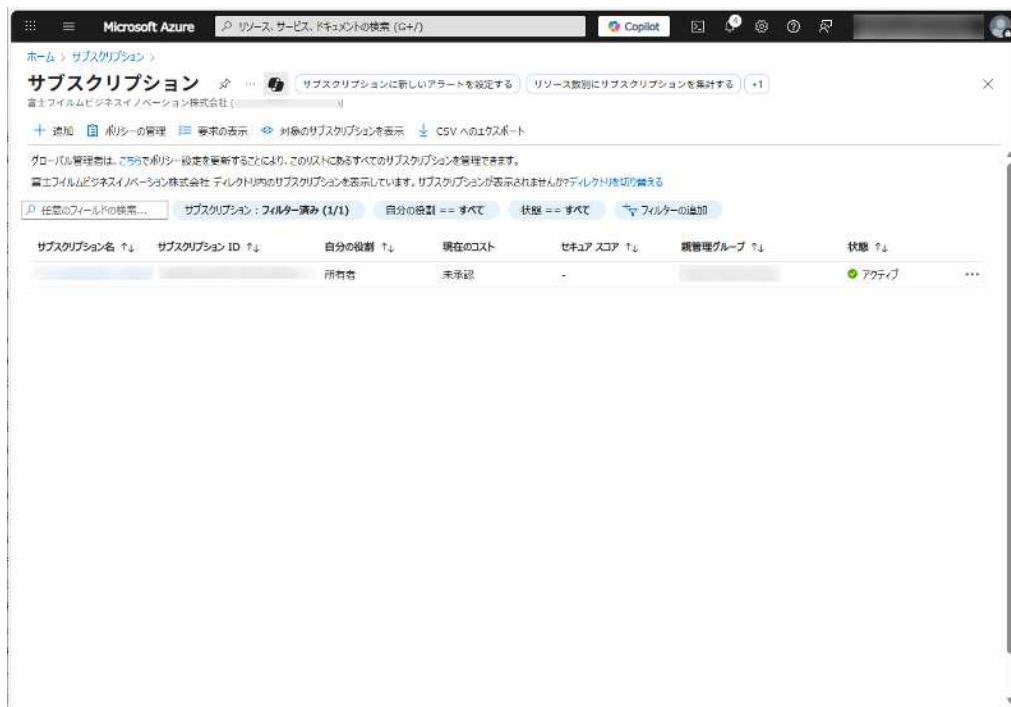 Microsoft Azure リソース、サービス、ドキュメントの検索 (G+/) Copilot 4
ホーム > サブスクリプション >
サブスクリプション ... サブスクリプションに新しいアラートを設定する リソース数別にサブスクリプションを集計する +1
富士フイルムビジネスイノベーション株式会社 (
+ 追加 ポリシーの管理 要求の表示 対象のサブスクリプションを表示 CSV へのエクスポート
グローバル管理者は、こちらでポリシー設定を更新することにより、このリストにあるすべてのサブスクリプションを管理できます。
富士フイルムビジネスイノベーション株式会社 ディレクトリ内のサブスクリプションを表示しています。サブスクリプションが表示されませんか?ディレクトリを切り替える
任意のフィールドの検索... サブスクリプション : フィルター済み (1/1) 自分の役割 == すべて 状態 == すべて フィルターの追加
サブスクリプション名 ↑↓ サブスクリプション ID ↑↓ 自分の役割 ↑↓ 現在のコスト セキュア スコア ↑↓ 親管理グループ ↑↓ 状態 ↑↓
所有者 未承認 - アクティブ ...